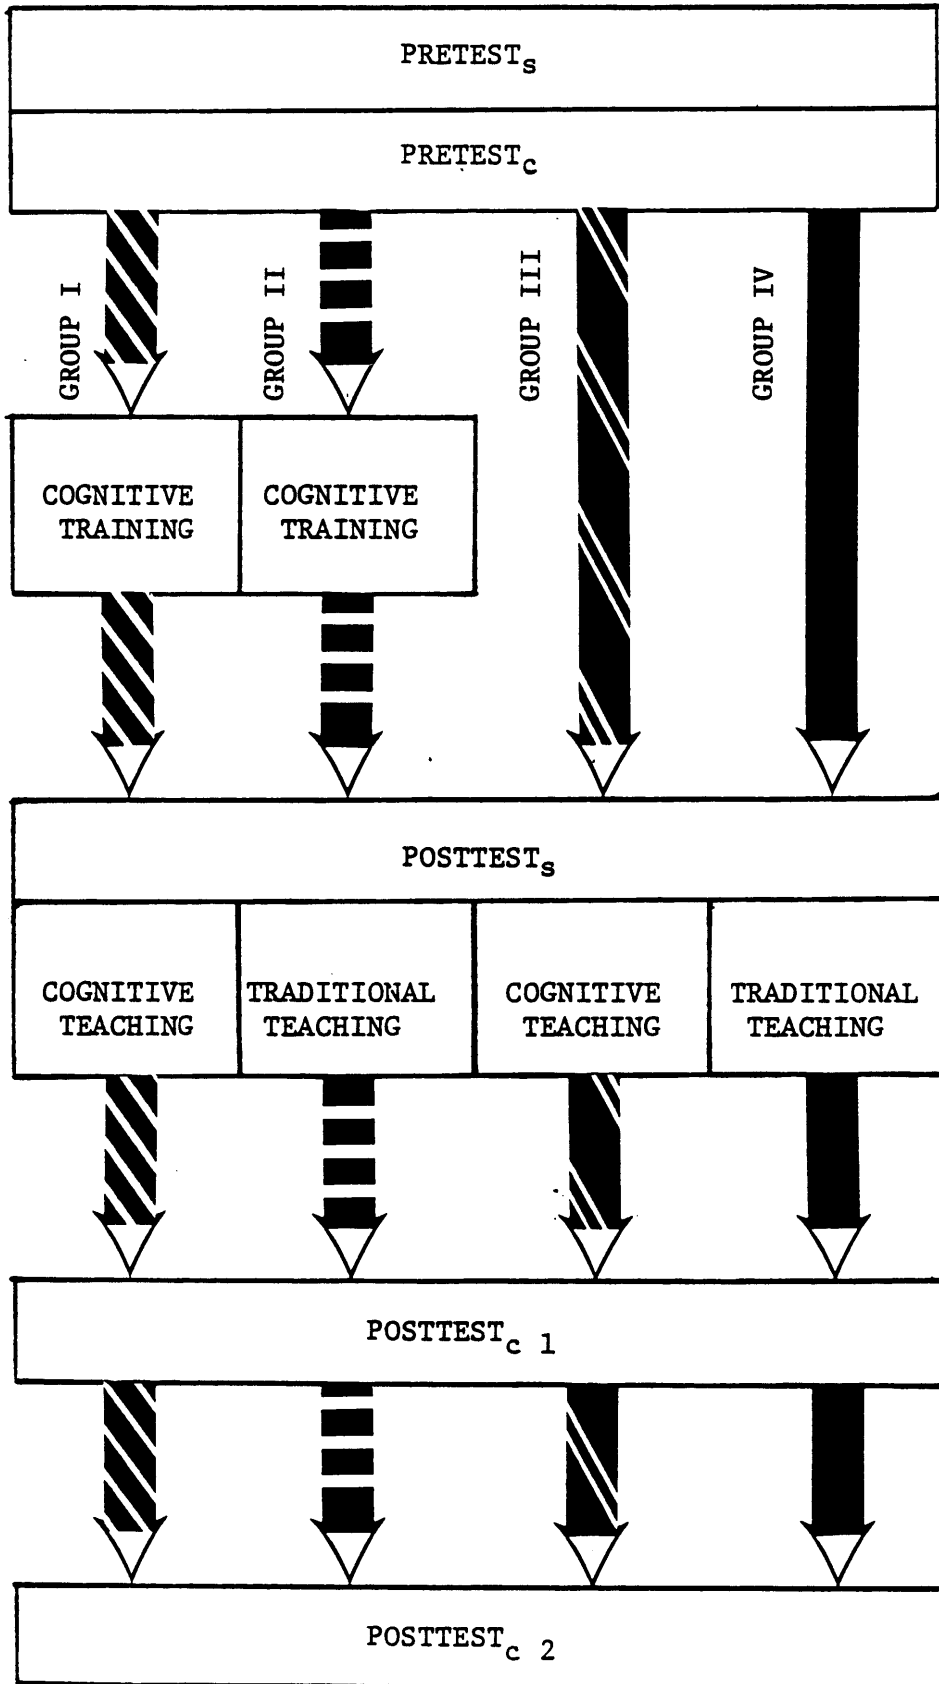 PRETESTs
PRETESTc
GROUP I
GROUP II
GROUP III
GROUP IV
COGNITIVE
TRAINING
COGNITIVE
TRAINING
POSTTESTs
COGNITIVE
TEACHING
TRADITIONAL
TEACHING
COGNITIVE
TEACHING
TRADITIONAL
TEACHING
POSTTESTc 1
POSTTESTc 2